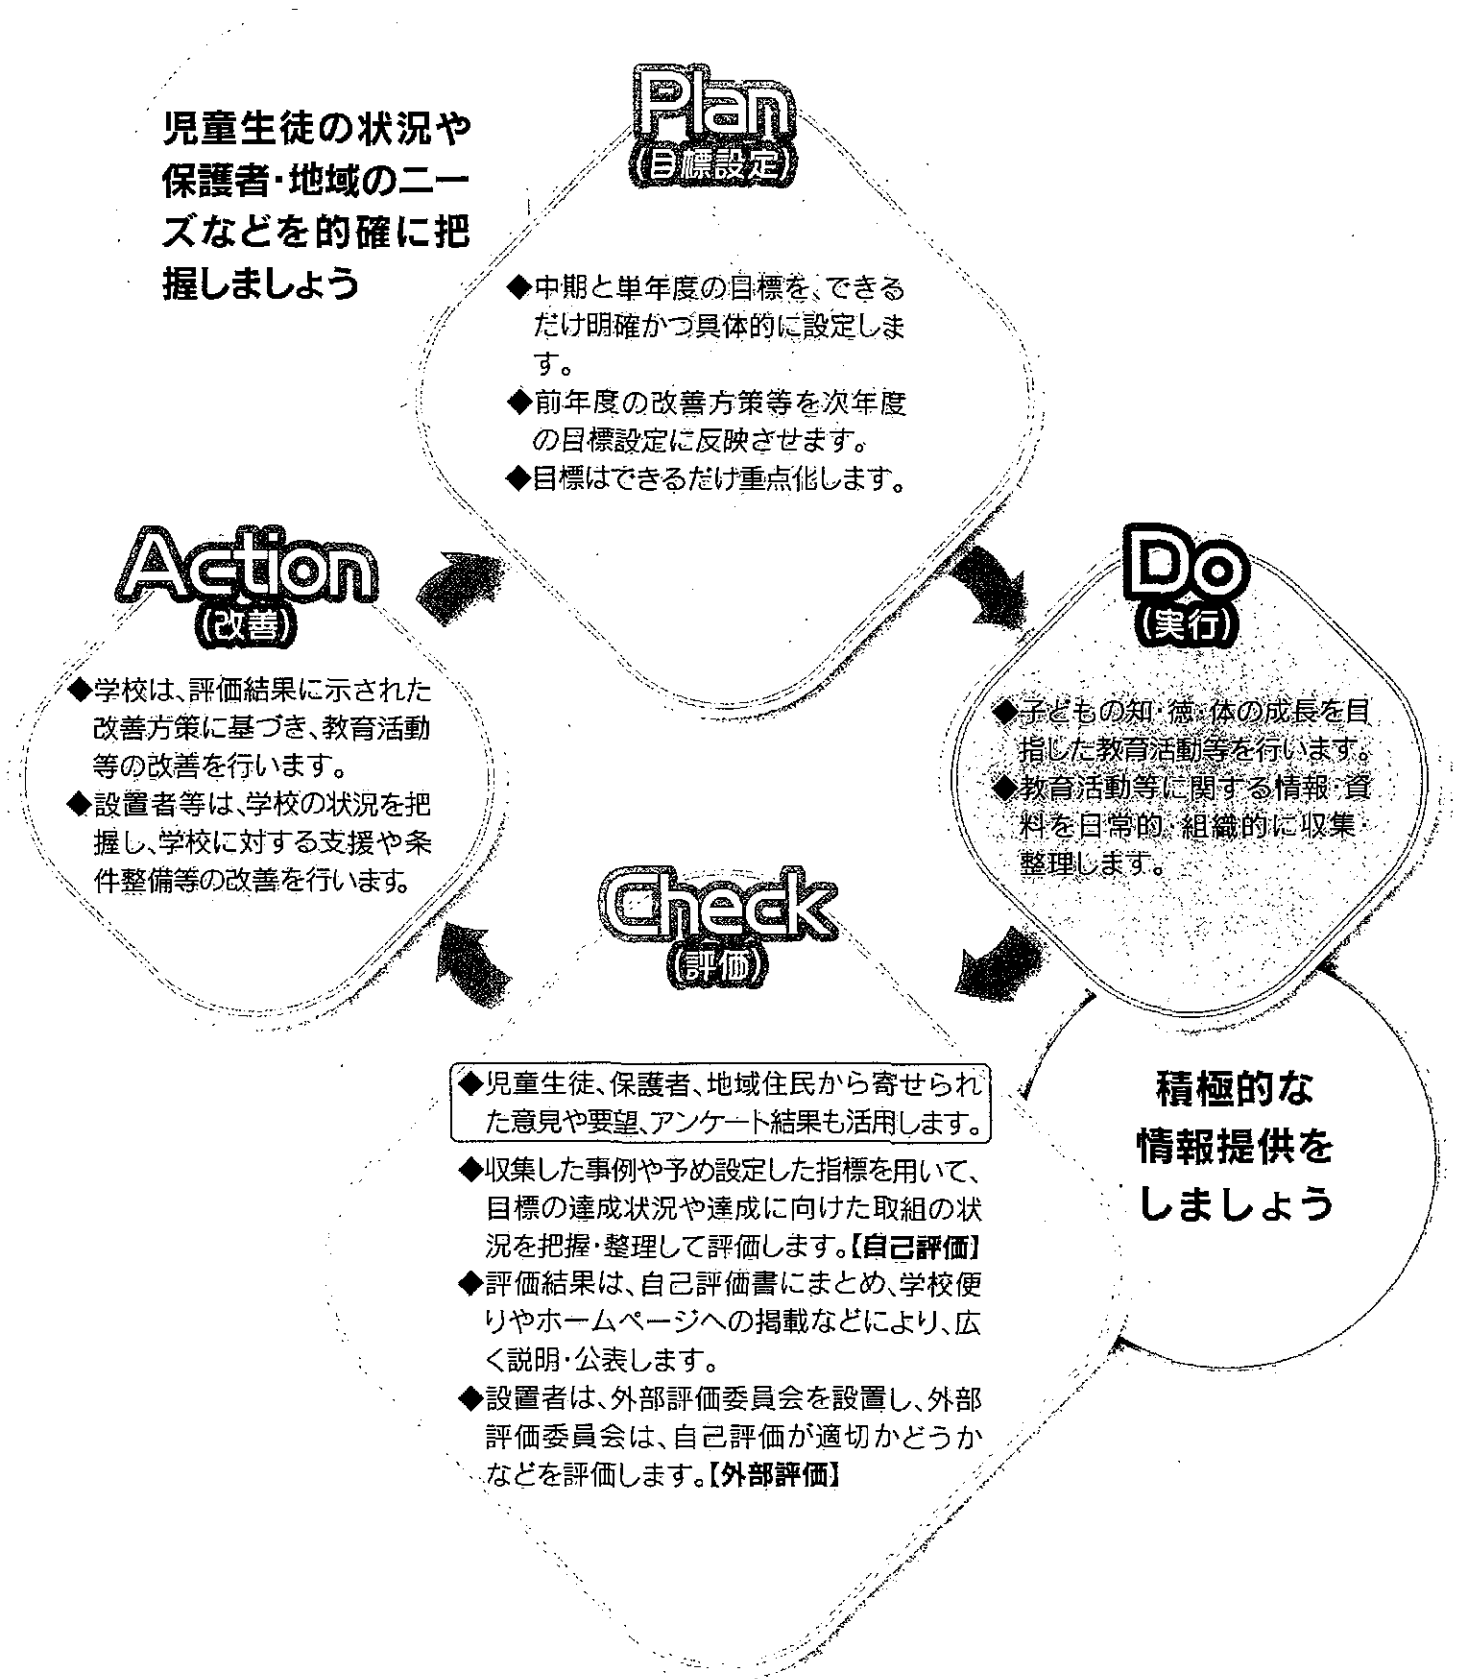 児童生徒の状況や
保護者・地域のニー
ズなどを的確に把
握しましょう
Plan
(目標設定)
◆中期と単年度の目標を、できる
だけ明確かつ具体的に設定しま
す。
◆前年度の改善方策等を次年度
の目標設定に反映させます。
◆目標はできるだけ重点化します。
Do
(実行)
◆子どもの知・徳・体の成長を目
指した教育活動等を行います。
◆教育活動等に関する情報・資
料を日常的・組織的に収集・
整理します。
Check
(評価)
◆児童生徒、保護者、地域住民から寄せられ
た意見や要望、アンケート結果も活用します。
◆収集した事例や予め設定した指標を用いて、
目標の達成状況や達成に向けた取組の状
況を把握・整理して評価します。【自己評価】
◆評価結果は、自己評価書にまとめ、学校便
りやホームページへの掲載などにより、広
く説明・公表します。
◆設置者は、外部評価委員会を設置し、外部
評価委員会は、自己評価が適切かどうか
などを評価します。【外部評価】
Action
(改善)
◆学校は、評価結果に示された
改善方策に基づき、教育活動
等の改善を行います。
◆設置者等は、学校の状況を把
握し、学校に対する支援や条
件整備等の改善を行います。
積極的な
情報提供を
しましょう